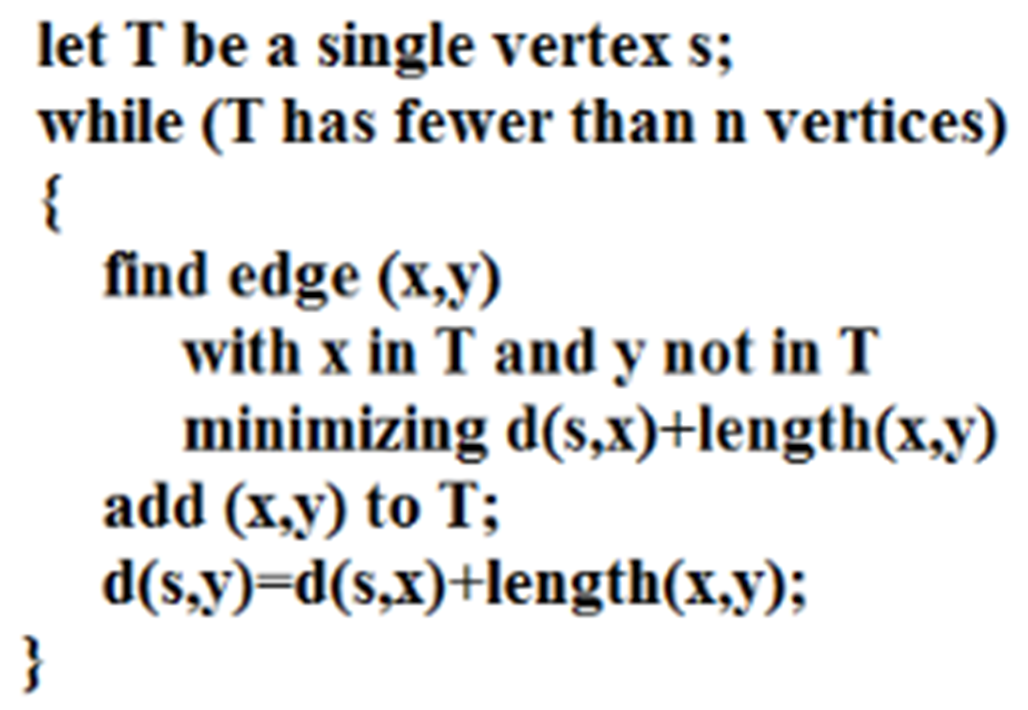 let T be a single vertex s;
while (T has fewer than n vertices)
{
find edge (x,y)
with x in T and y not in T
minimizing d(s,x)+length(x,y)
add (x,y) to T;
d(s,y)=d(s,x)+length(x,y);
}